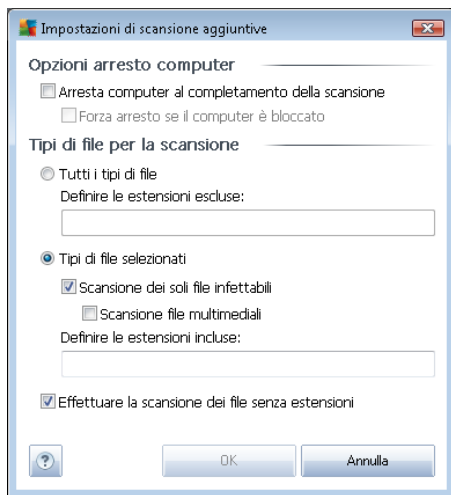 Impostazioni di scansione aggiuntive
Opzioni arresto computer
Arresta computer al completamento della scansione
Forza arresto se il computer è bloccato
Tipi di file per la scansione
Tutti i tipi di file
Definire le estensioni escluse:
Tipi di file selezionati
Scansione dei soli file infettabili
Scansione file multimediali
Definire le estensioni incluse:
Effettuare la scansione dei file senza estensioni
? OK Annulla